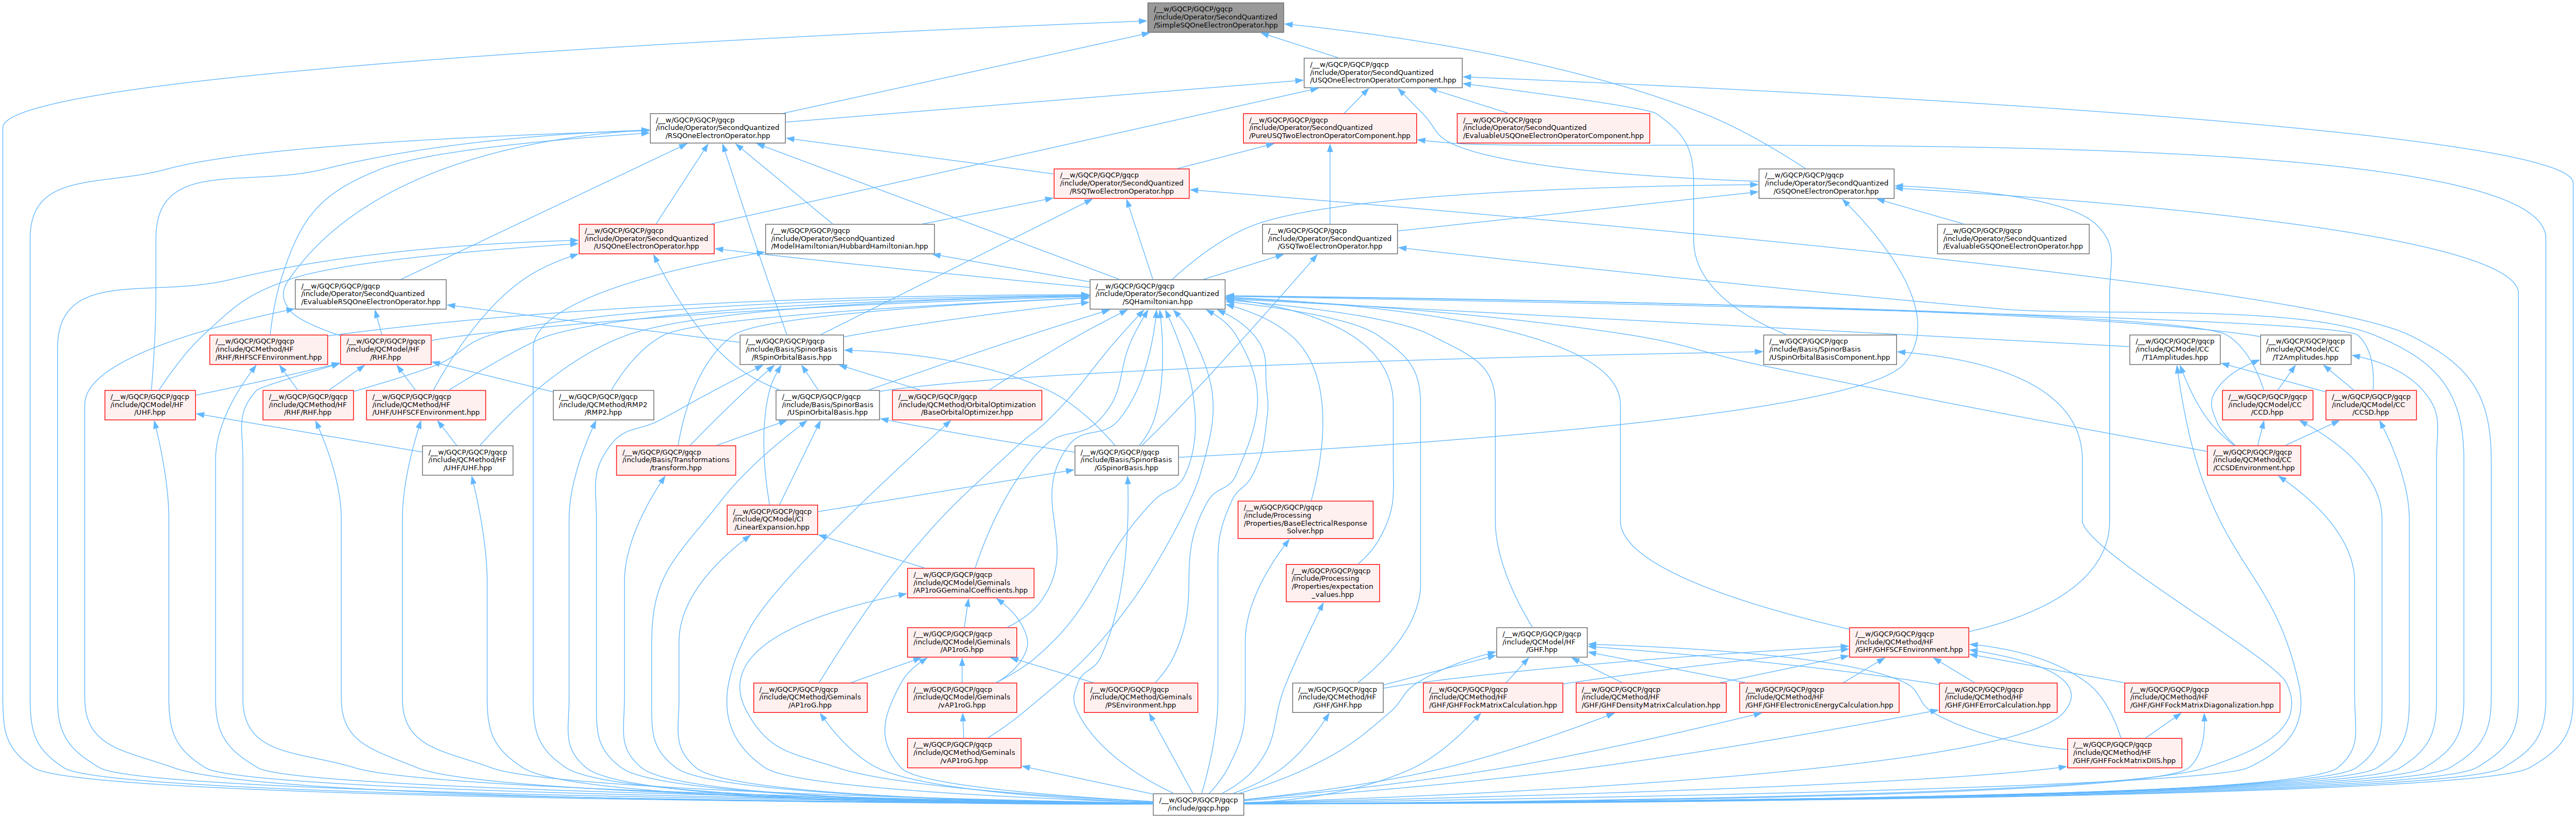 /__w/GQCP/GQCP/gqcp
/include/Operator/SecondQuantized
/SimpleSQOneElectronOperator.hpp
/__w/GQCP/GQCP/gqcp
/include/Operator/SecondQuantized
/USQOneElectronOperatorComponent.hpp
/__w/GQCP/GQCP/gqcp
/include/Operator/SecondQuantized
/RSQOneElectronOperator.hpp
/__w/GQCP/GQCP/gqcp
/include/Operator/SecondQuantized
/PureUSQTwoElectronOperatorComponent.hpp
/__w/GQCP/GQCP/gqcp
/include/Operator/SecondQuantized
/EvaluableUSQOneElectronOperatorComponent.hpp
/__w/GQCP/GQCP/gqcp
/include/Operator/SecondQuantized
/RSQTwoElectronOperator.hpp
/__w/GQCP/GQCP/gqcp
/include/Operator/SecondQuantized
/GSQOneElectronOperator.hpp
/__w/GQCP/GQCP/gqcp
/include/Operator/SecondQuantized
/USQOneElectronOperator.hpp
/__w/GQCP/GQCP/gqcp
/include/Operator/SecondQuantized
/ModelHamiltonian/HubbardHamiltonian.hpp
/__w/GQCP/GQCP/gqcp
/include/Operator/SecondQuantized
/GSQTwoElectronOperator.hpp
/__w/GQCP/GQCP/gqcp
/include/Operator/SecondQuantized
/EvaluableGSQOneElectronOperator.hpp
/__w/GQCP/GQCP/gqcp
/include/Operator/SecondQuantized
/EvaluableRSQOneElectronOperator.hpp
/__w/GQCP/GQCP/gqcp
/include/Operator/SecondQuantized
/SQHamiltonian.hpp
/__w/GQCP/GQCP/gqcp
/include/QCMethod/HF
/RHF/RHFSCFEnvironment.hpp
/__w/GQCP/GQCP/gqcp
/include/QCModel/HF
/RHF.hpp
/__w/GQCP/GQCP/gqcp
/include/Basis/SpinorBasis
/RSpinOrbitalBasis.hpp
/__w/GQCP/GQCP/gqcp
/include/Basis/SpinorBasis
/USpinOrbitalBasisComponent.hpp
/__w/GQCP/GQCP/gqcp
/include/QCModel/CC
/T1Amplitudes.hpp
/__w/GQCP/GQCP/gqcp
/include/QCModel/CC
/T2Amplitudes.hpp
/__w/GQCP/GQCP/gqcp
/include/QCModel/HF
/UHF.hpp
/__w/GQCP/GQCP/gqcp
/include/QCMethod/HF
/RHF/RHF.hpp
/__w/GQCP/GQCP/gqcp
/include/QCMethod/HF
/UHF/UHFSCFEnvironment.hpp
/__w/GQCP/GQCP/gqcp
/include/QCMethod/RMP2
/RMP2.hpp
/__w/GQCP/GQCP/gqcp
/include/Basis/SpinorBasis
/USpinOrbitalBasis.hpp
/__w/GQCP/GQCP/gqcp
/include/QCMethod/OrbitalOptimization
/BaseOrbitalOptimizer.hpp
/__w/GQCP/GQCP/gqcp
/include/QCModel/CC
/CCD.hpp
/__w/GQCP/GQCP/gqcp
/include/QCModel/CC
/CCSD.hpp
/__w/GQCP/GQCP/gqcp
/include/QCMethod/HF
/UHF/UHF.hpp
/__w/GQCP/GQCP/gqcp
/include/Basis/Transformations
/transform.hpp
/__w/GQCP/GQCP/gqcp
/include/Basis/SpinorBasis
/GSpinorBasis.hpp
/__w/GQCP/GQCP/gqcp
/include/QCMethod/CC
/CCSDEnvironment.hpp
/__w/GQCP/GQCP/gqcp
/include/QCModel/CI
/LinearExpansion.hpp
/__w/GQCP/GQCP/gqcp
/include/Processing
/Properties/BaseElectricalResponse
Solver.hpp
/__w/GQCP/GQCP/gqcp
/include/QCModel/Geminals
/AP1roGGeminalCoefficients.hpp
/__w/GQCP/GQCP/gqcp
/include/Processing
/Properties/expectation
_values.hpp
/__w/GQCP/GQCP/gqcp
/include/QCModel/Geminals
/AP1roG.hpp
/__w/GQCP/GQCP/gqcp
/include/QCModel/HF
/GHF.hpp
/__w/GQCP/GQCP/gqcp
/include/QCMethod/HF
/GHF/GHFSCFEnvironment.hpp
/__w/GQCP/GQCP/gqcp
/include/QCMethod/Geminals
/AP1roG.hpp
/__w/GQCP/GQCP/gqcp
/include/QCModel/Geminals
/vAP1roG.hpp
/__w/GQCP/GQCP/gqcp
/include/QCMethod/Geminals
/PSEnvironment.hpp
/__w/GQCP/GQCP/gqcp
/include/QCMethod/HF
/GHF/GHF.hpp
/__w/GQCP/GQCP/gqcp
/include/QCMethod/HF
/GHF/GHFFockMatrixCalculation.hpp
/__w/GQCP/GQCP/gqcp
/include/QCMethod/HF
/GHF/GHFDensityMatrixCalculation.hpp
/__w/GQCP/GQCP/gqcp
/include/QCMethod/HF
/GHF/GHFElectronicEnergyCalculation.hpp
/__w/GQCP/GQCP/gqcp
/include/QCMethod/HF
/GHF/GHFErrorCalculation.hpp
/__w/GQCP/GQCP/gqcp
/include/QCMethod/HF
/GHF/GHFFockMatrixDiagonalization.hpp
/__w/GQCP/GQCP/gqcp
/include/QCMethod/Geminals
/vAP1roG.hpp
/__w/GQCP/GQCP/gqcp
/include/QCMethod/HF
/GHF/GHFFockMatrixDIIS.hpp
/__w/GQCP/GQCP/gqcp
/include/gqcp.hpp